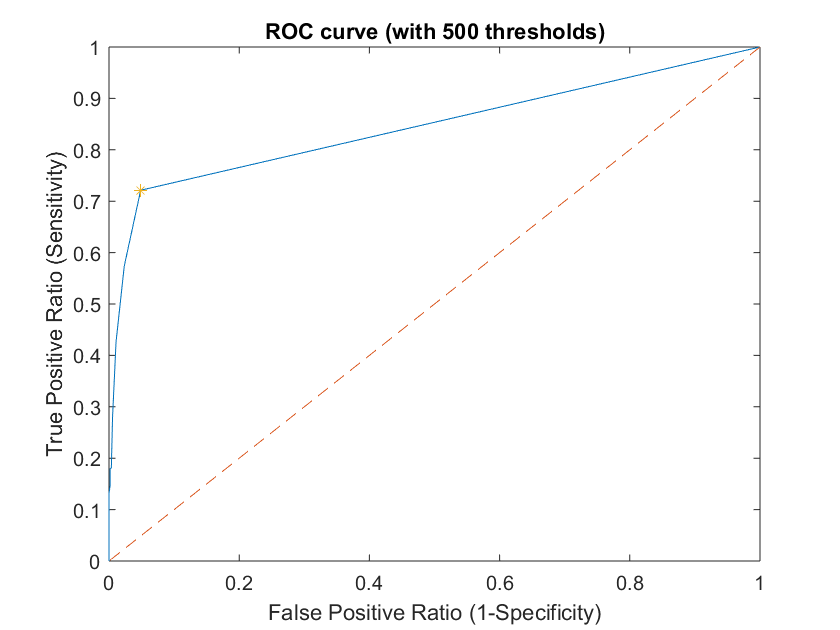 ROC curve (with 500 thresholds)
1
0.9
0.8
0.7
0.6
0.5
0.4
0.3
0.2
0.1
0
True Positive Ratio (Sensitivity)
0 0.2 0.4 0.6 0.8 1
False Positive Ratio (1-Specificity)